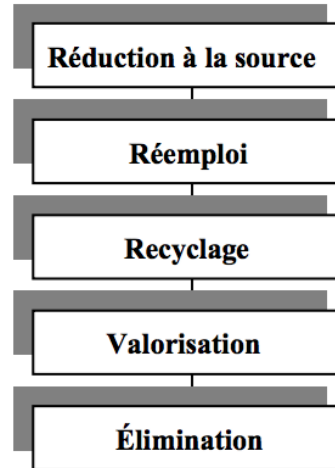 Réduction à la source
Réemploi
Recyclage
Valorisation
Élimination